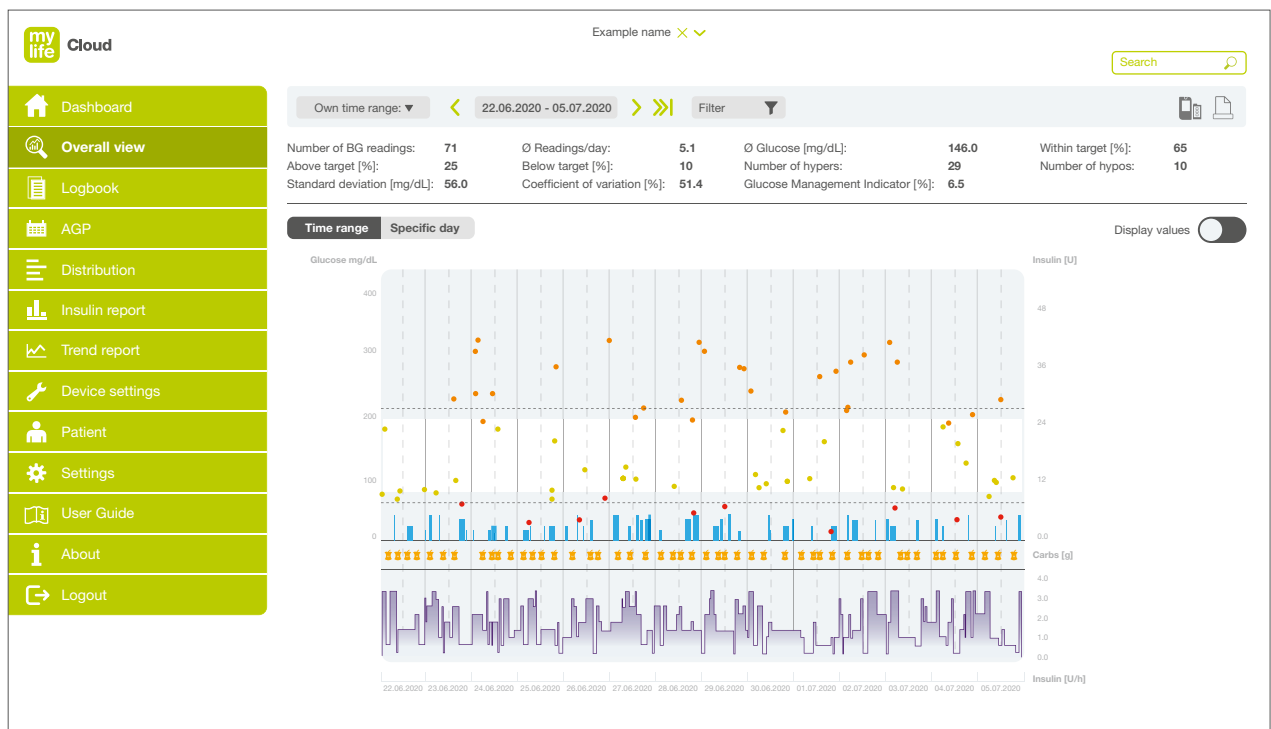 Example name
my
life Cloud
Search
Dashboard
Overall view
Logbook
AGP
Distribution
Insulin report
Trend report
Device settings
Patient
Settings
User Guide
About
Logout
Own time range: 22.06.2020 - 05.07.2020 Filter
Number of BG readings: 71 Ø Readings/day: 5.1 Ø Glucose [mg/dL]: 146.0 Within target [%]: 65
Above target [%]: 25 Below target [%]: 10 Number of hypers: 29 Number of hypos: 10
Standard deviation [mg/dL]: 56.0 Coefficient of variation [%]: 51.4 Glucose Management Indicator [%]: 6.5
Time range Specific day Display values
Glucose mg/dL Insulin [U]
400
48
300
36
200
24
100
12
0 0.0
Carbs [g]
4.0
3.0
2.0
1.0
0.0
Insulin [U/h]
22.06.2020 23.06.2020 24.06.2020 25.06.2020 26.06.2020 27.06.2020 28.06.2020 29.06.2020 30.06.2020 01.07.2020 02.07.2020 03.07.2020 04.07.2020 05.07.2020